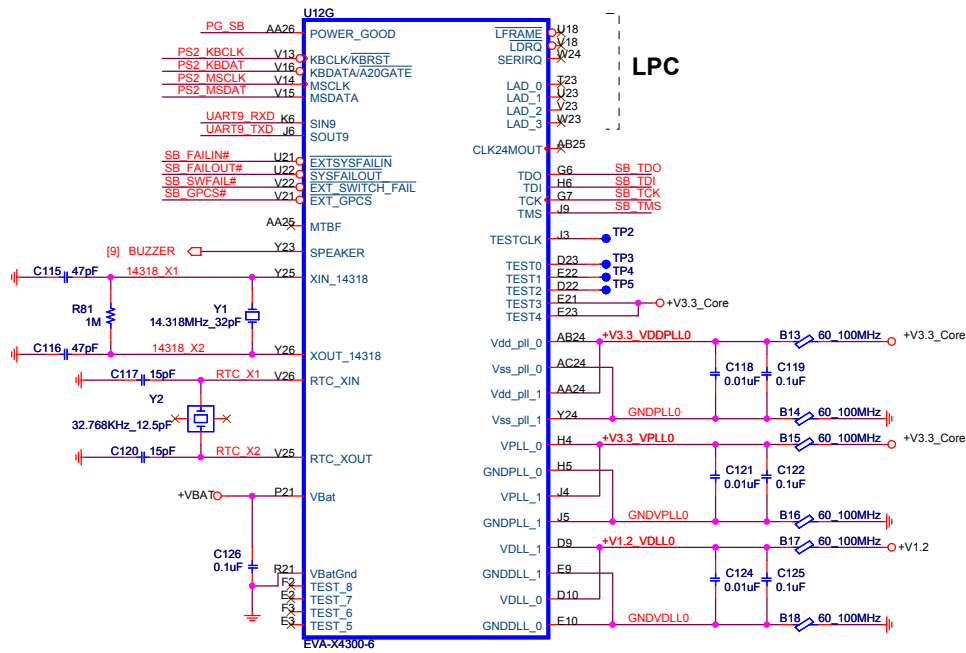 U12G
PG_SB AA26 POWER_GOOD
PS2_KBCLK V13 KBCLK/KBRST
PS2_KBDAT V16 KBDATA/A20GATE
PS2_MSCLK V14 MSCLK
PS2_MSDAT V15 MSDATA
UART9_RXD K6 SIN9
UART9_TXD J6 SOUT9
SB_FAILIN# U21 EXTSYSFAILIN
SB_FAILOUT# U22 SYSFAILOUT
SB_SWFAIL# V22 EXT_SWITCH_FAIL
SB_GPCS# V21 EXT_GPCS
AA25 MTBF
[9] BUZZER Y23 SPEAKER
C115 47pF 14318_X1 Y25 XIN_14318
R81
1M
Y1
14.318MHz_32pF
C116 47pF 14318_X2 Y26 XOUT_14318
C117 15pF RTC_X1 V26 RTC_XIN
Y2
32.768KHz_12.5pF
C120 15pF RTC_X2 V25 RTC_XOUT
+VBAT P21 VBat
C126
0.1uF
R21 VBatGnd
F2 TEST_8
E2 TEST_7
F3 TEST_6
E3 TEST_5
EVA-X4300-6
LFRAME U18
LDRQ V18
SERIRQ W24
LPC
LAD_0 T23
LAD_1 U23
LAD_2 V23
LAD_3 W23
CLK24MOUT AB25
TDO G6 SB_TDO
TDI H6 SB_TDI
TCK G7 SB_TCK
TMS J9 SB_TMS
TESTCLK J3 TP2
TEST0 D23 TP3
TEST1 E22 TP4
TEST2 D22 TP5
TEST3 E21 +V3.3_Core
TEST4 E23
Vdd_pll_0 AB24 +V3.3_VDDPLL0 B13 60_100MHz +V3.3_Core
Vss_pll_0 AC24
C118
0.01uF
C119
0.1uF
Vdd_pll_1 AA24
Vss_pll_1 Y24 GNDPLL0 B14 60_100MHz
VPLL_0 H4 +V3.3_VPLL0 B15 60_100MHz +V3.3_Core
GNDPLL_0 H5
C121
0.01uF
C122
0.1uF
VPLL_1 J4
GNDPLL_1 J5 GNDVPLL0 B16 60_100MHz
VDLL_1 D9 +V1.2_VDLL0 B17 60_100MHz +V1.2
GNDDLL_1 E9
C124
0.01uF
C125
0.1uF
VDLL_0 D10
GNDDLL_0 E10 GNDVDLL0 B18 60_100MHz